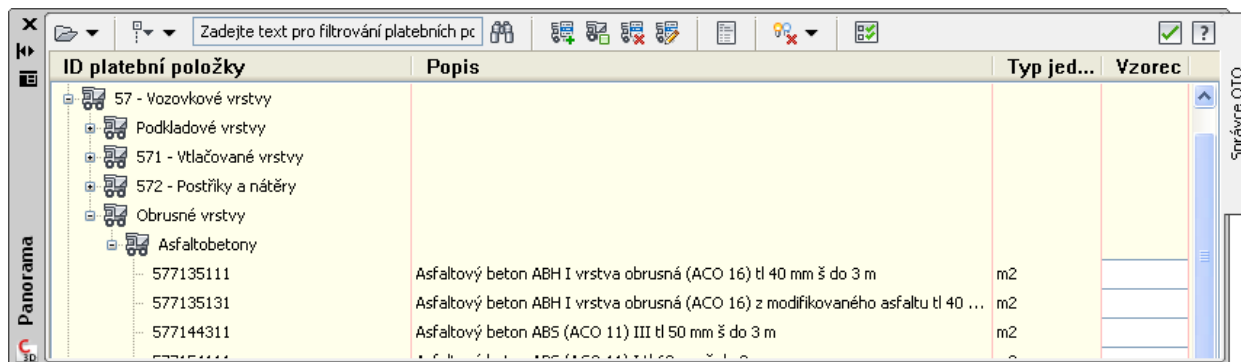 Zadejte text pro filtrování platebních pc
ID platební položky Popis Typ jed... Vzorec
57 - Vozovkové vrstvy
Podkladové vrstvy
571 - Vtlačované vrstvy
572 - Postřiky a nátěry
Obrusné vrstvy
Asfaltobetony
577135111 Asfaltový beton ABH I vrstva obrusná (ACO 16) tl 40 mm š do 3 m m2
577135131 Asfaltový beton ABH I vrstva obrusná (ACO 16) z modifikovaného asfaltu tl 40 ... m2
577144311 Asfaltový beton ABS (ACO 11) III tl 50 mm š do 3 m m2
Panorama
Správce QTO